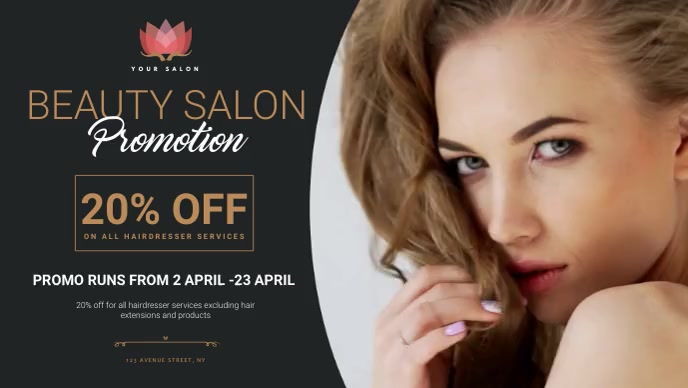 YOUR SALON
BEAUTY SALON
Promotion
20% OFF
ON ALL HAIRDRESSER SERVICES
PROMO RUNS FROM 2 APRIL -23 APRIL
20% off for all hairdresser services excluding hair
extensions and products
123 AVENUE STREET, NY